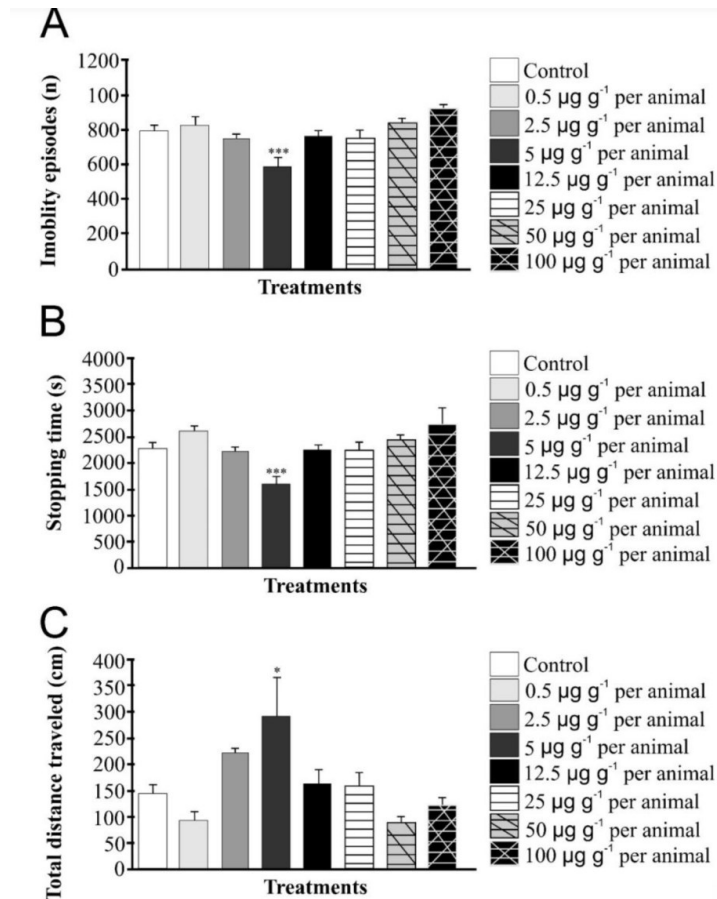 A
Imoblity episodes (n)
1200
100
800
600
400
200
0
***
Treatments
Control
0.5 µg g⁻¹ per animal
2.5 µg g⁻¹ per animal
5 µg g⁻¹ per animal
12.5 µg g⁻¹ per animal
25 µg g⁻¹ per animal
50 µg g⁻¹ per animal
100 µg g⁻¹ per animal
B
Stopping time (s)
4000
3500
3000
2500
2000
1500
1000
500
0
***
Treatments
Control
0.5 µg g⁻¹ per animal
2.5 µg g⁻¹ per animal
5 µg g⁻¹ per animal
12.5 µg g⁻¹ per animal
25 µg g⁻¹ per animal
50 µg g⁻¹ per animal
100 µg g⁻¹ per animal
C
Total distance traveled (cm)
400
350
300
250
200
150
100
50
0
*
Treatments
Control
0.5 µg g⁻¹ per animal
2.5 µg g⁻¹ per animal
5 µg g⁻¹ per animal
12.5 µg g⁻¹ per animal
25 µg g⁻¹ per animal
50 µg g⁻¹ per animal
100 µg g⁻¹ per animal